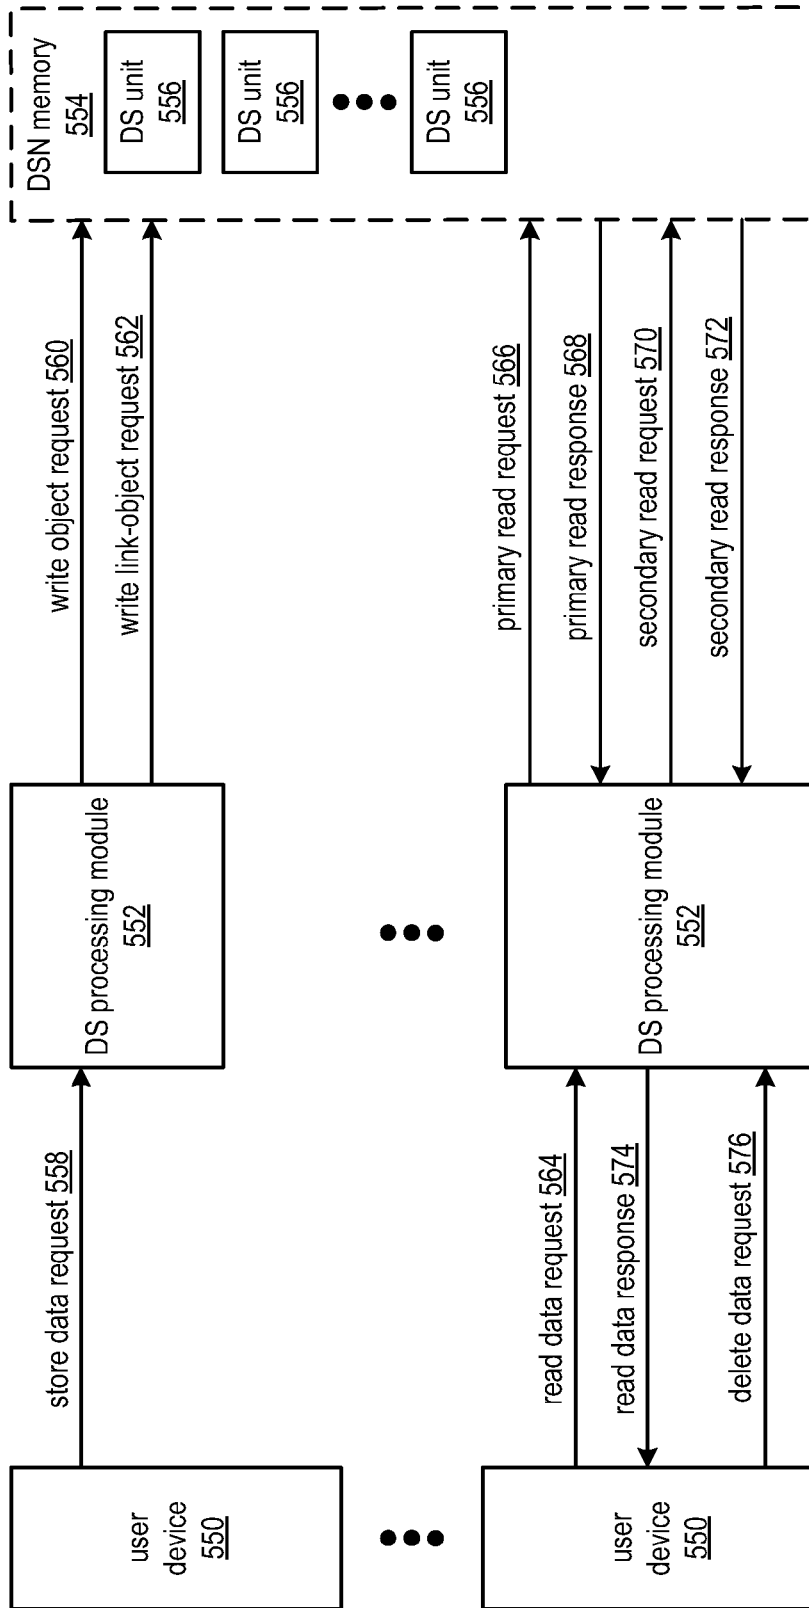 user
device
550
store data request 558
DS processing module
552
write object request 560
write link-object request 562
DSN memory
554
DS unit
556
DS unit
556
DS unit
556
user
device
550
read data request 564
read data response 574
delete data request 576
DS processing module
552
primary read request 566
primary read response 568
secondary read request 570
secondary read response 572